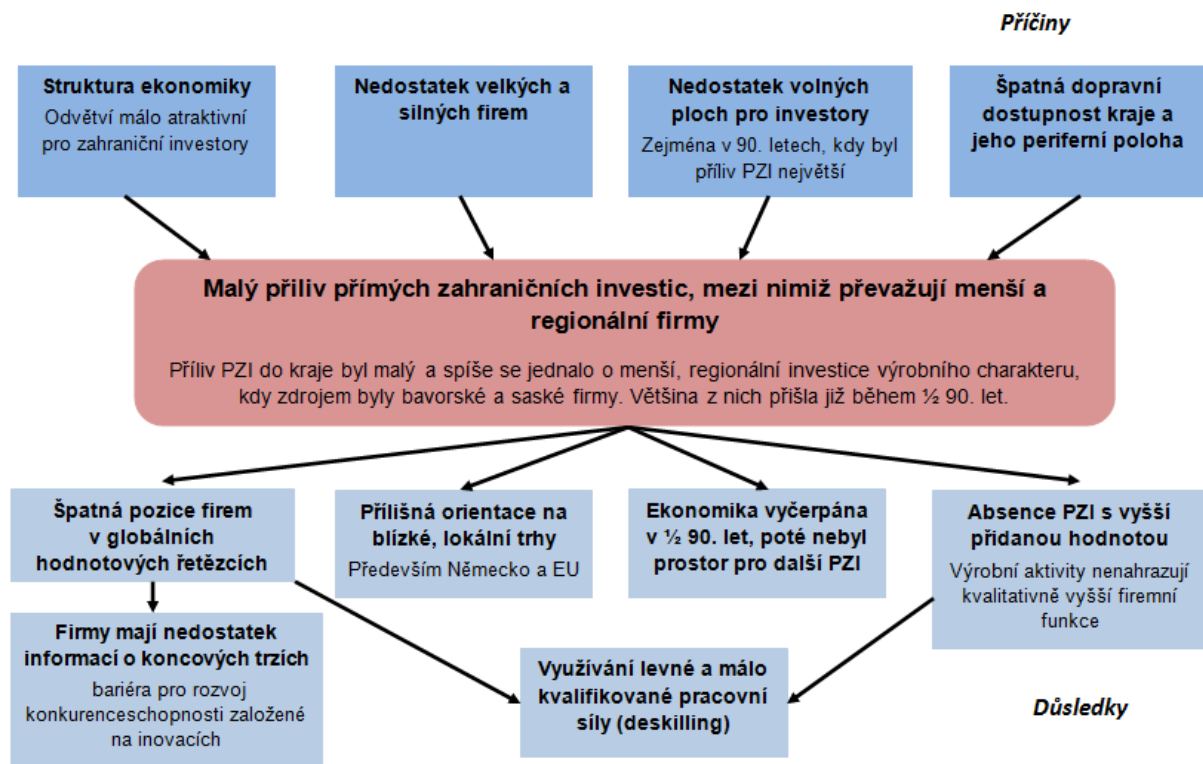 Příčiny
Struktura ekonomiky
Odvětví málo atraktivní
pro zahraniční investory
Nedostatek velkých a
silných firem
Nedostatek volných
ploch pro investory
Zejména v 90. letech, kdy byl
příliv PZI největší
Špatná dopravní
dostupnost kraje a
jeho periferní poloha
Malý příliv přímých zahraničních investic, mezi nimiž převažují menší a
regionální firmy
Příliv PZI do kraje byl malý a spíše se jednalo o menší, regionální investice výrobního charakteru,
kdy zdrojem byly bavorské a saské firmy. Většina z nich přišla již během ½ 90. let.
Špatná pozice firem
v globálních
hodnotových řetězcích
Přílišná orientace na
blízké, lokální trhy
Především Německo a EU
Ekonomika vyčerpána
v ½ 90. let, poté nebyl
prostor pro další PZI
Absence PZI s vyšší
přidanou hodnotou
Výrobní aktivity nenahrazují
kvalitativně vyšší firemní
funkce
Firmy mají nedostatek
informací o koncových trzích
bariéra pro rozvoj
konkurenceschopnosti založené
na inovacích
Využívání levné a málo
kvalifikované pracovní
síly (deskilling)
Důsledky